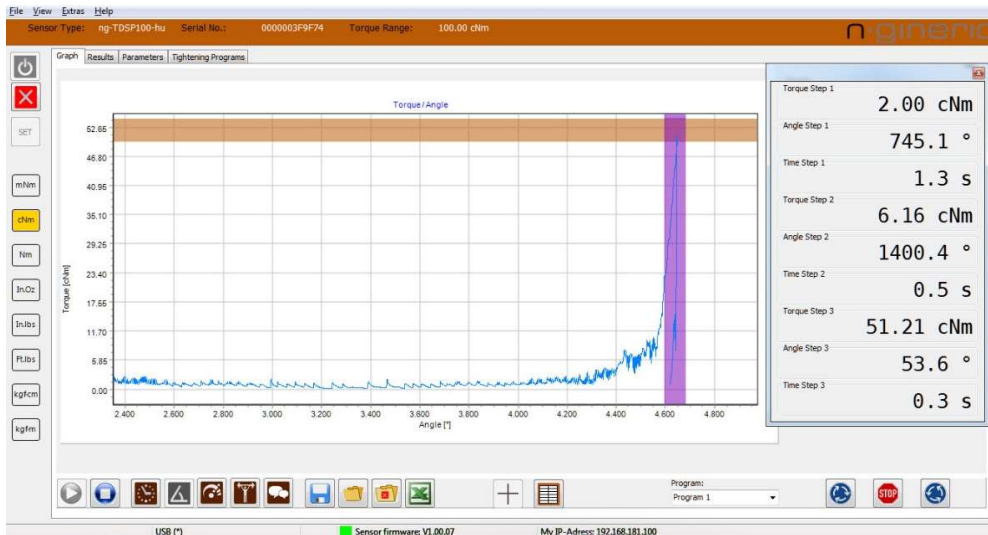 File View Extras Help
Sensor Type: ng-TDSP100-hu Serial No.: 0000003F9F74 Torque Range: 100.00 cNm
n-gineric
Graph Results Parameters Tightening Programs
SET
mNm
cNm
Nm
In.Oz
In.lbs
Ft.lbs
kgfcm
kgfm
Torque/Angle
Torque [cNm]
52.65
46.80
40.95
35.10
29.25
23.40
17.55
11.70
5.85
0.00
2.400 2.600 2.800 3.000 3.200 3.400 3.600 3.800 4.000 4.200 4.400 4.600 4.800
Angle [°]
Torque Step 1
2.00 cNm
Angle Step 1
745.1 °
Time Step 1
1.3 s
Torque Step 2
6.16 cNm
Angle Step 2
1400.4 °
Time Step 2
0.5 s
Torque Step 3
51.21 cNm
Angle Step 3
53.6 °
Time Step 3
0.3 s
Program:
Program 1
STOP
USB (*) Sensor firmware: V1.00.07 My IP-Adress: 192.168.181.100